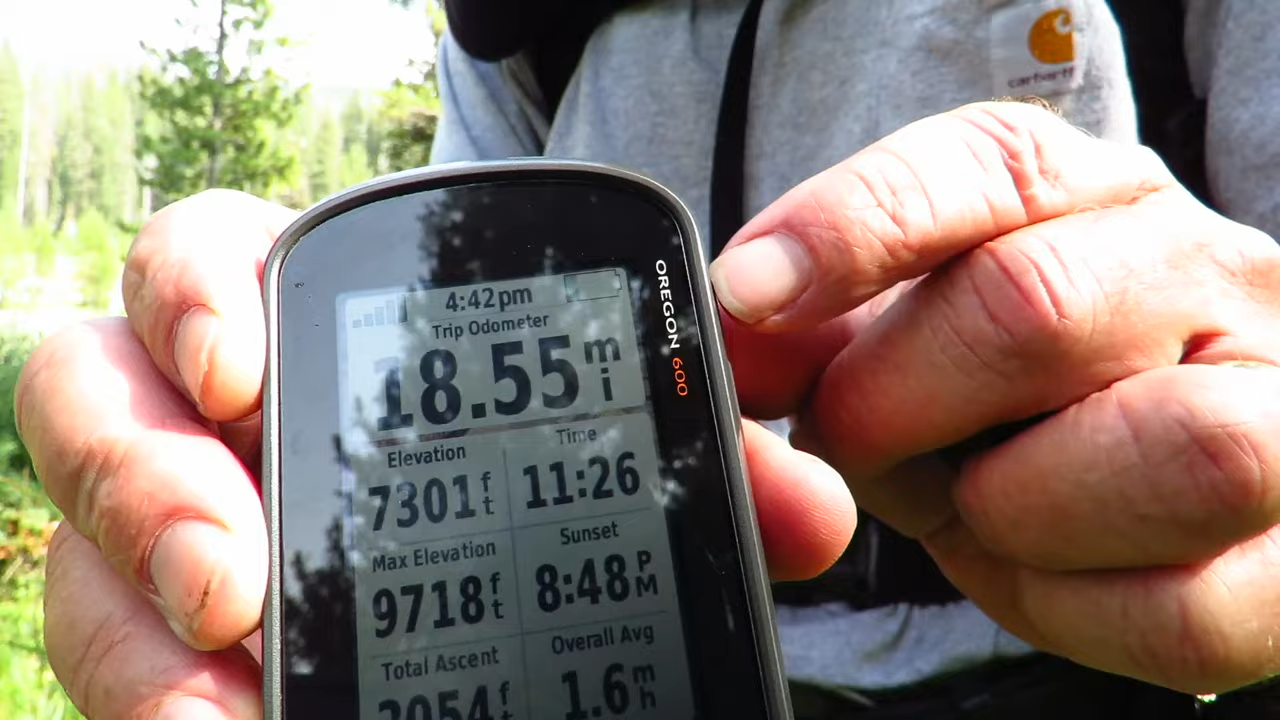 carhartt
OREGON 600
4:42pm
Trip Odometer
18.55 mi
Elevation
Time
7301 ft
11:26
Max Elevation
Sunset
9718 ft
8:48 PM
Total Ascent
Overall Avg
1.6 mh